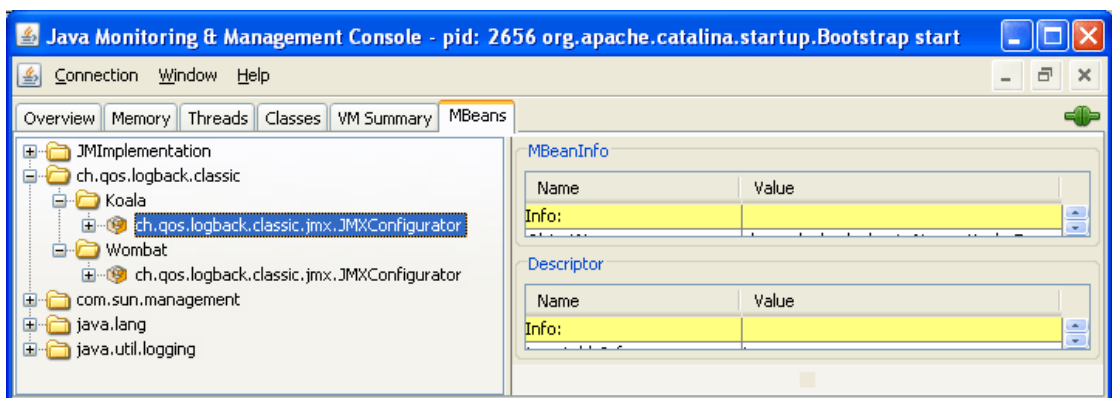 Java Monitoring & Management Console - pid: 2656 org.apache.catalina.startup.Bootstrap start
Connection Window Help
Overview Memory Threads Classes VM Summary MBeans
JMImplementation
ch.qos.logback.classic
Koala
ch.qos.logback.classic.jmx.JMXConfigurator
Wombat
ch.qos.logback.classic.jmx.JMXConfigurator
com.sun.management
java.lang
java.util.logging
MBeanInfo
Name Value
Info:
Descriptor
Name Value
Info: